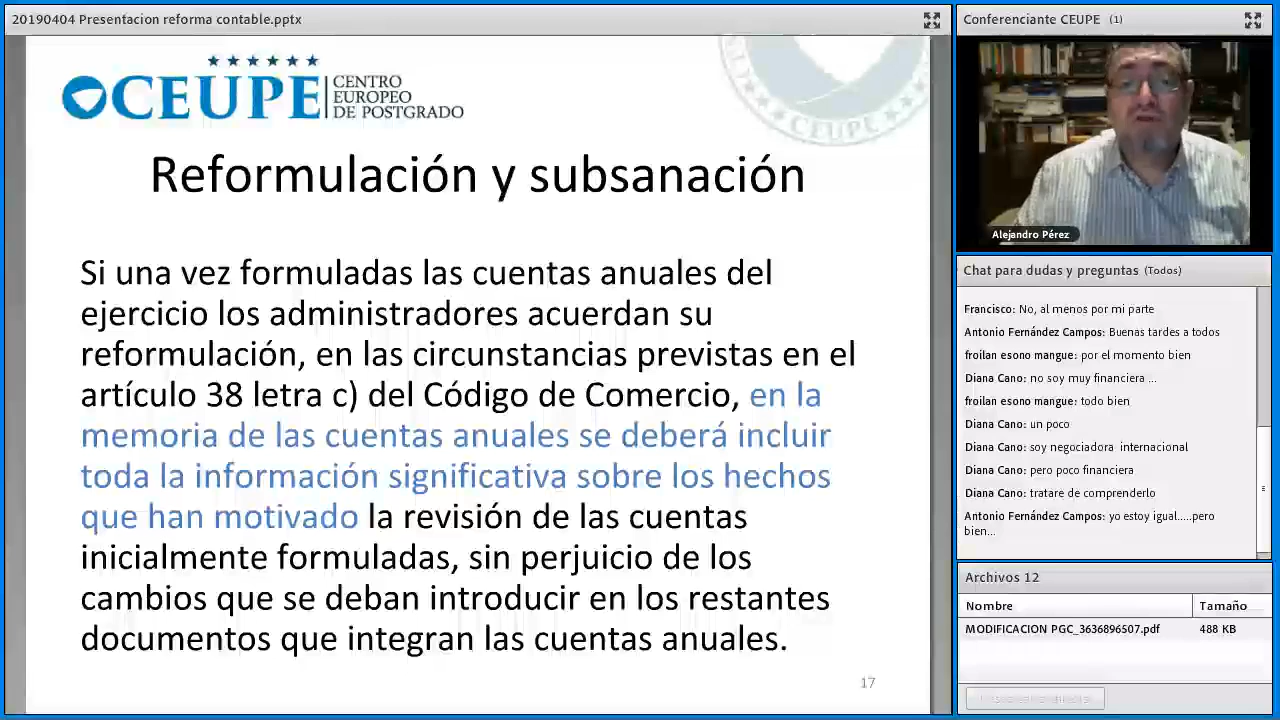 20190404 Presentacion reforma contable.pptx
CEUPE
CENTRO
EUROPEO
DE POSTGRADO
CEUPE
Reformulación y subsanación
Si una vez formuladas las cuentas anuales del
ejercicio los administradores acuerdan su
reformulación, en las circunstancias previstas en el
artículo 38 letra c) del Código de Comercio, en la
memoria de las cuentas anuales se deberá incluir
toda la información significativa sobre los hechos
que han motivado la revisión de las cuentas
inicialmente formuladas, sin perjuicio de los
cambios que se deban introducir en los restantes
documentos que integran las cuentas anuales.
17
Conferenciante CEUPE (1)
Alejandro Pérez
Chat para dudas y preguntas (Todos)
Francisco: No, al menos por mi parte
Antonio Fernández Campos: Buenas tardes a todos
froilan esono mangue: por el momento bien
Diana Cano: no soy muy financiera ...
froilan esono mangue: todo bien
Diana Cano: un poco
Diana Cano: soy negociadora internacional
Diana Cano: pero poco financiera
Diana Cano: tratare de comprenderlo
Antonio Fernández Campos: yo estoy igual.....pero
bien...
Archivos 12
Nombre Tamaño
MODIFICACION PGC_3636896507.pdf 488 KB